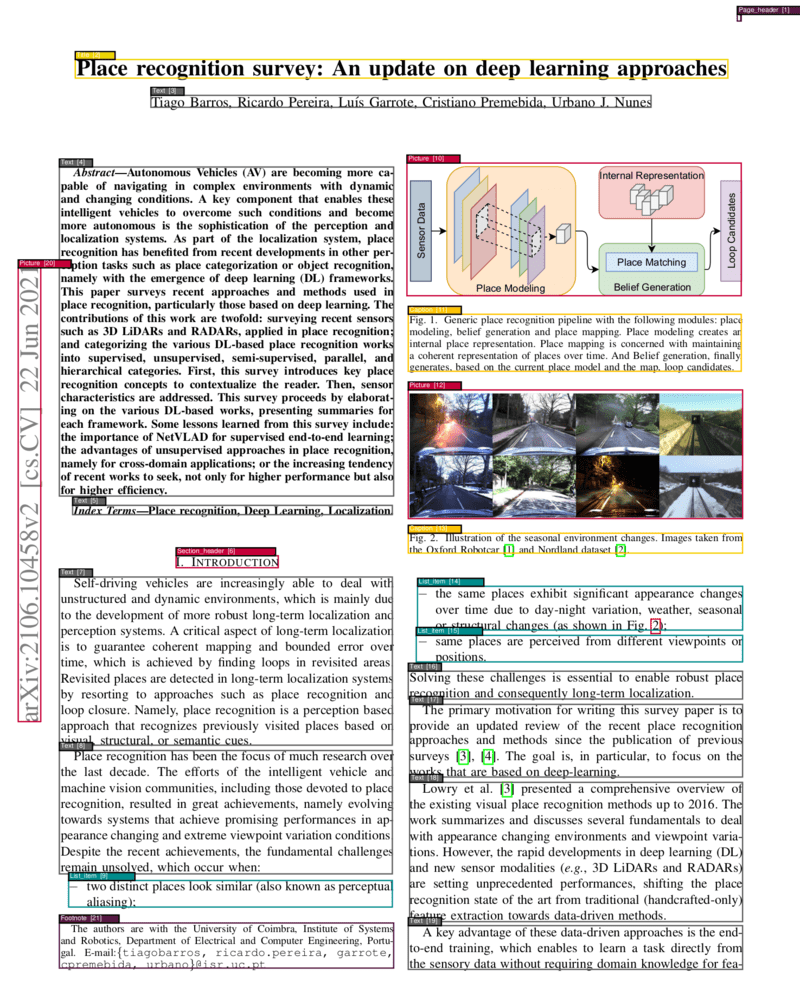 Page_header [1]
Place recognition survey: An update on deep learning approaches
Text [3]
Tiago Barros, Ricardo Pereira, Luís Garrote, Cristiano Premebida, Urbano J. Nunes
Text [4]
Abstract—Autonomous Vehicles (AV) are becoming more ca-
pable of navigating in complex environments with dynamic
and changing conditions. A key component that enables these
intelligent vehicles to overcome such conditions and become
more autonomous is the sophistication of the perception and
localization systems. As part of the localization system, place
recognition has benefited from recent developments in other per-
ception tasks such as place categorization or object recognition,
namely with the emergence of deep learning (DL) frameworks.
This paper surveys recent approaches and methods used in
place recognition, particularly those based on deep learning. The
contributions of this work are twofold: surveying recent sensors
such as 3D LiDARs and RADARs, applied in place recognition;
and categorizing the various DL-based place recognition works
into supervised, unsupervised, semi-supervised, parallel, and
hierarchical categories. First, this survey introduces key place
recognition concepts to contextualize the reader. Then, sensor
characteristics are addressed. This survey proceeds by elaborat-
ing on the various DL-based works, presenting summaries for
each framework. Some lessons learned from this survey include:
the importance of NetVLAD for supervised end-to-end learning;
the advantages of unsupervised approaches in place recognition,
namely for cross-domain applications; or the increasing tendency
of recent works to seek, not only for higher performance but also
for higher efficiency.
Text [5]
Index Terms—Place recognition, Deep Learning, Localization
Section_header [6]
I. INTRODUCTION
Text [7]
Self-driving vehicles are increasingly able to deal with
unstructured and dynamic environments, which is mainly due
to the development of more robust long-term localization and
perception systems. A critical aspect of long-term localization
is to guarantee coherent mapping and bounded error over
time, which is achieved by finding loops in revisited areas.
Revisited places are detected in long-term localization systems
by resorting to approaches such as place recognition and
loop closure. Namely, place recognition is a perception based
approach that recognizes previously visited places based on
visual, structural, or semantic cues.
Text [8]
Place recognition has been the focus of much research over
the last decade. The efforts of the intelligent vehicle and
machine vision communities, including those devoted to place
recognition, resulted in great achievements, namely evolving
towards systems that achieve promising performances in ap-
pearance changing and extreme viewpoint variation conditions.
Despite the recent achievements, the fundamental challenges
remain unsolved, which occur when:
List_item [9]
– two distinct places look similar (also known as perceptual
aliasing);
Footnote [21]
The authors are with the University of Coimbra, Institute of Systems
and Robotics, Department of Electrical and Computer Engineering, Portu-
gal. E-mail:{tiagobarros, ricardo.pereira, garrote,
cpremebida, urbano}@isr.uc.pt
Picture [20]
arXiv:2106.10458v2 [cs.CV] 22 Jun 2021
Picture [10]
Sensor Data
Place Modeling
Internal Representation
Place Matching
Belief Generation
Loop Candidates
Caption [11]
Fig. 1. Generic place recognition pipeline with the following modules: place
modeling, belief generation and place mapping. Place modeling creates an
internal place representation. Place mapping is concerned with maintaining
a coherent representation of places over time. And Belief generation, finally
generates, based on the current place model and the map, loop candidates.
Picture [12]
Caption [13]
Fig. 2. Illustration of the seasonal environment changes. Images taken from
the Oxford Robotcar [1] and Nordland dataset [2].
List_item [14]
– the same places exhibit significant appearance changes
over time due to day-night variation, weather, seasonal
or structural changes (as shown in Fig. 2);
List_item [15]
– same places are perceived from different viewpoints or
positions.
Text [16]
Solving these challenges is essential to enable robust place
recognition and consequently long-term localization.
Text [17]
The primary motivation for writing this survey paper is to
provide an updated review of the recent place recognition
approaches and methods since the publication of previous
surveys [3], [4]. The goal is, in particular, to focus on the
works that are based on deep-learning.
Text [18]
Lowry et al. [3] presented a comprehensive overview of
the existing visual place recognition methods up to 2016. The
work summarizes and discusses several fundamentals to deal
with appearance changing environments and viewpoint varia-
tions. However, the rapid developments in deep learning (DL)
and new sensor modalities (e.g., 3D LiDARs and RADARs)
are setting unprecedented performances, shifting the place
recognition state of the art from traditional (handcrafted-only)
feature extraction towards data-driven methods.
Text [19]
A key advantage of these data-driven approaches is the end-
to-end training, which enables to learn a task directly from
the sensory data without requiring domain knowledge for fea-